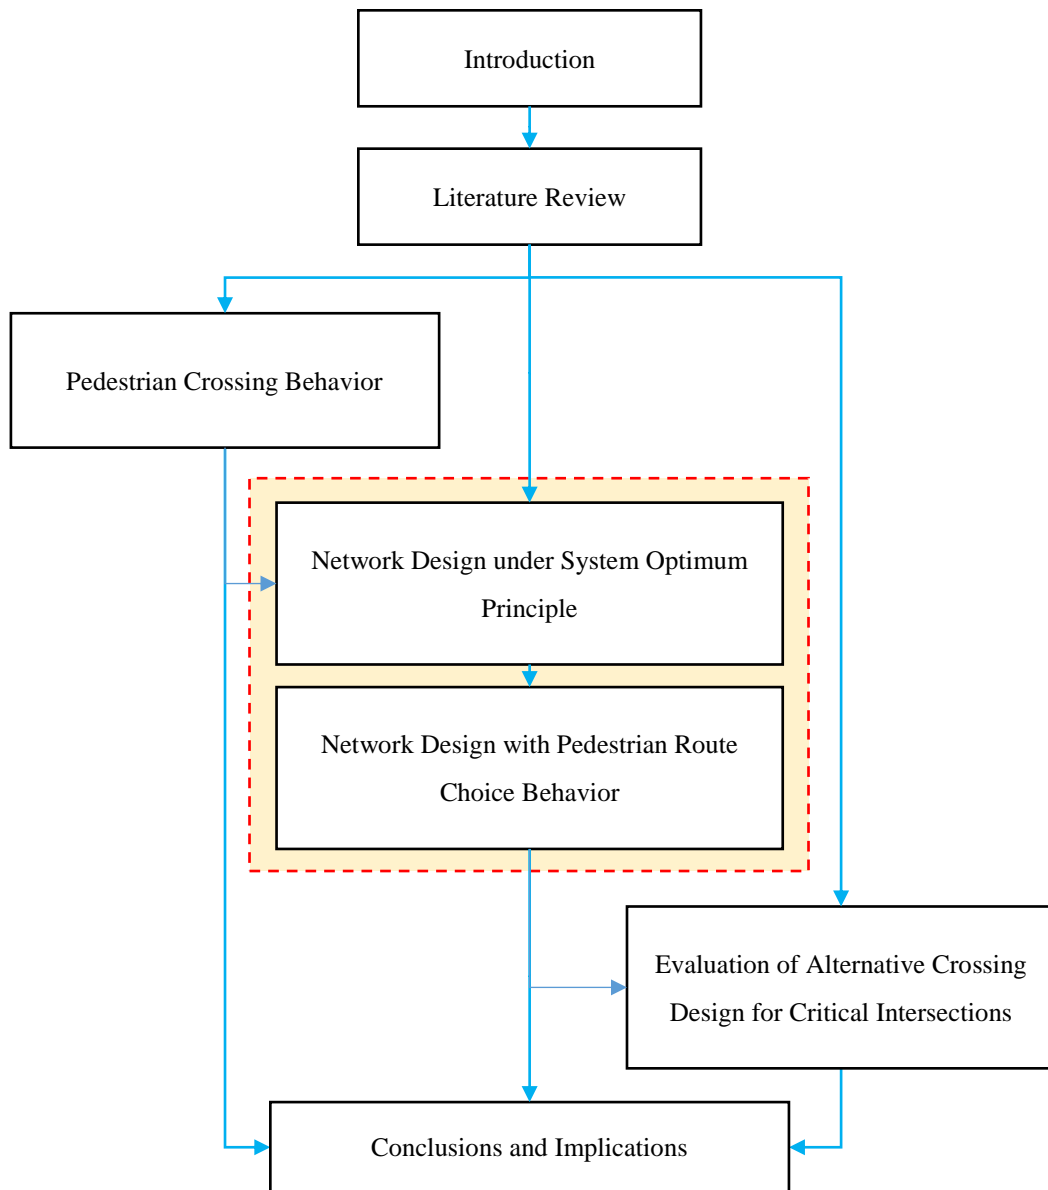 Introduction
Literature Review
Pedestrian Crossing Behavior
Network Design under System Optimum
Principle
Network Design with Pedestrian Route
Choice Behavior
Evaluation of Alternative Crossing
Design for Critical Intersections
Conclusions and Implications